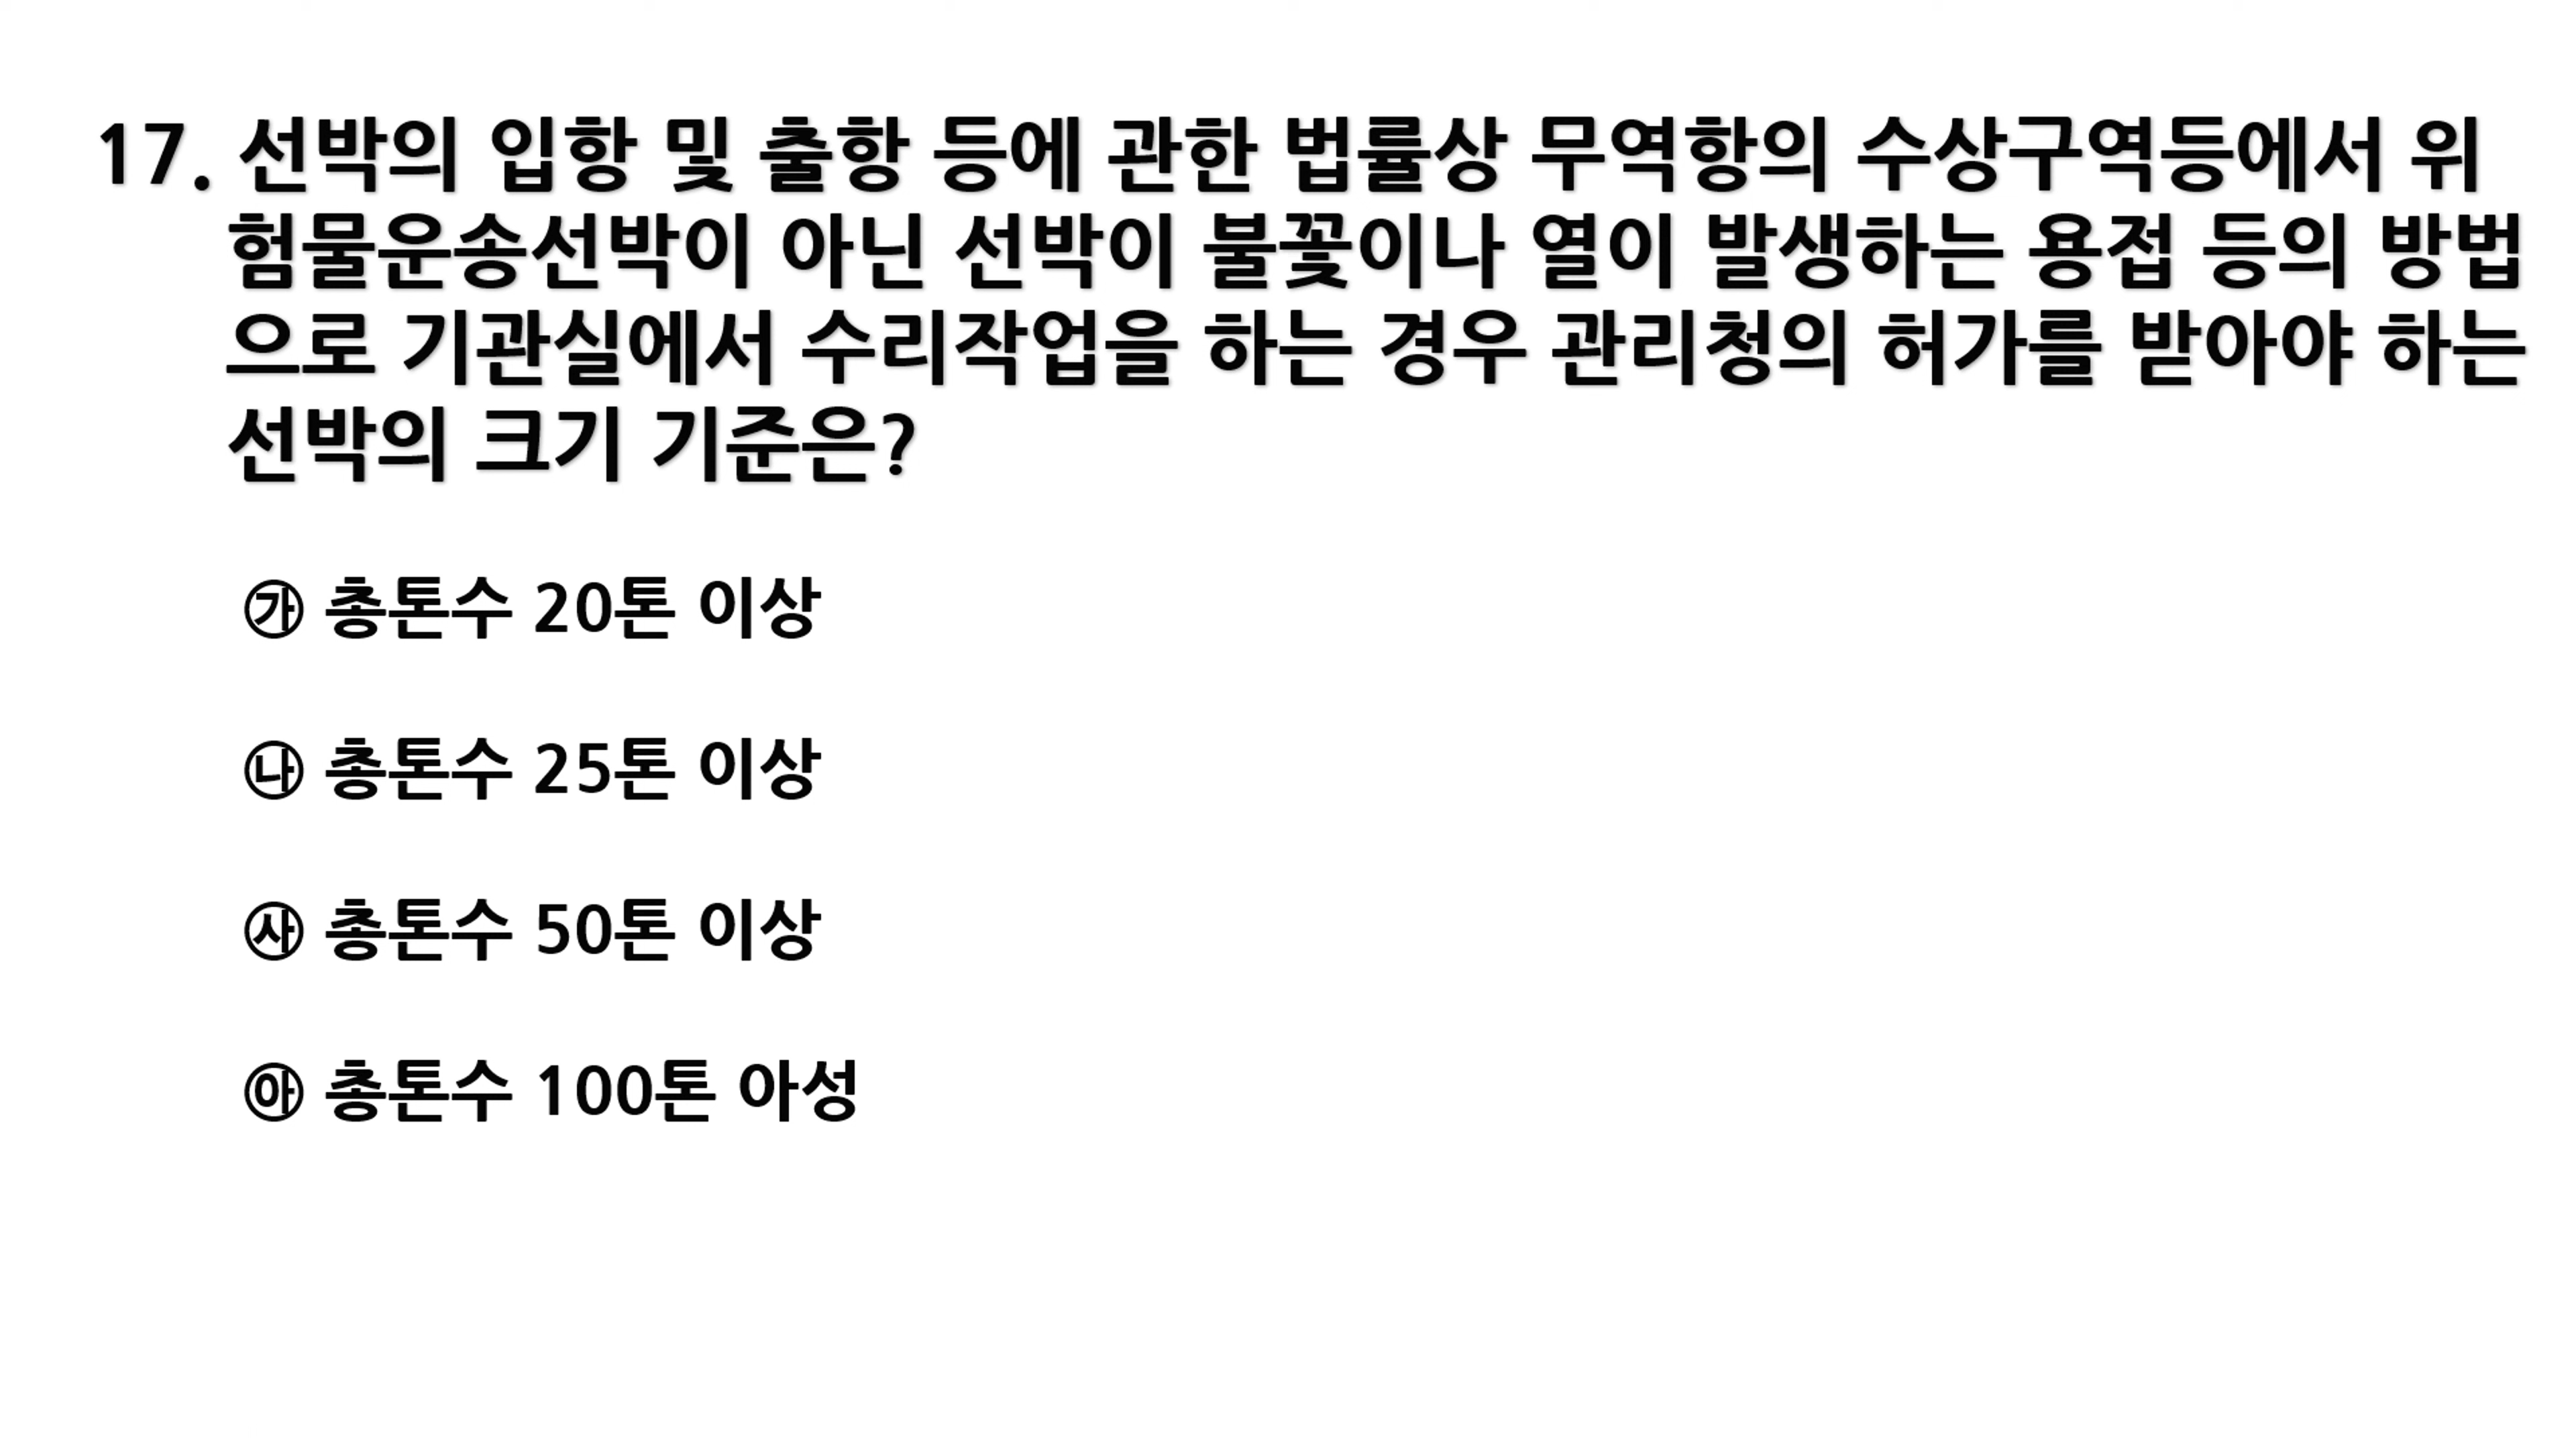 17. 선박의 입항 및 출항 등에 관한 법률상 무역항의 수상구역등에서 위
험물운송선박이 아닌 선박이 불꽃이나 열이 발생하는 용접 등의 방법
으로 기관실에서 수리작업을 하는 경우 관리청의 허가를 받아야 하는
선박의 크기 기준은?
㉮ 총톤수 20톤 이상
㉯ 총톤수 25톤 이상
㉴ 총톤수 50톤 이상
㉵ 총톤수 100톤 아성